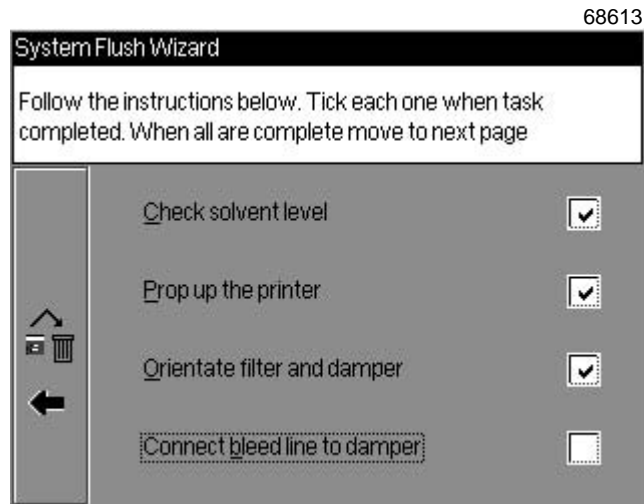 68613
System Flush Wizard
Follow the instructions below. Tick each one when task
completed. When all are complete move to next page
Check solvent level
Prop up the printer
Orientate filter and damper
Connect bleed line to damper